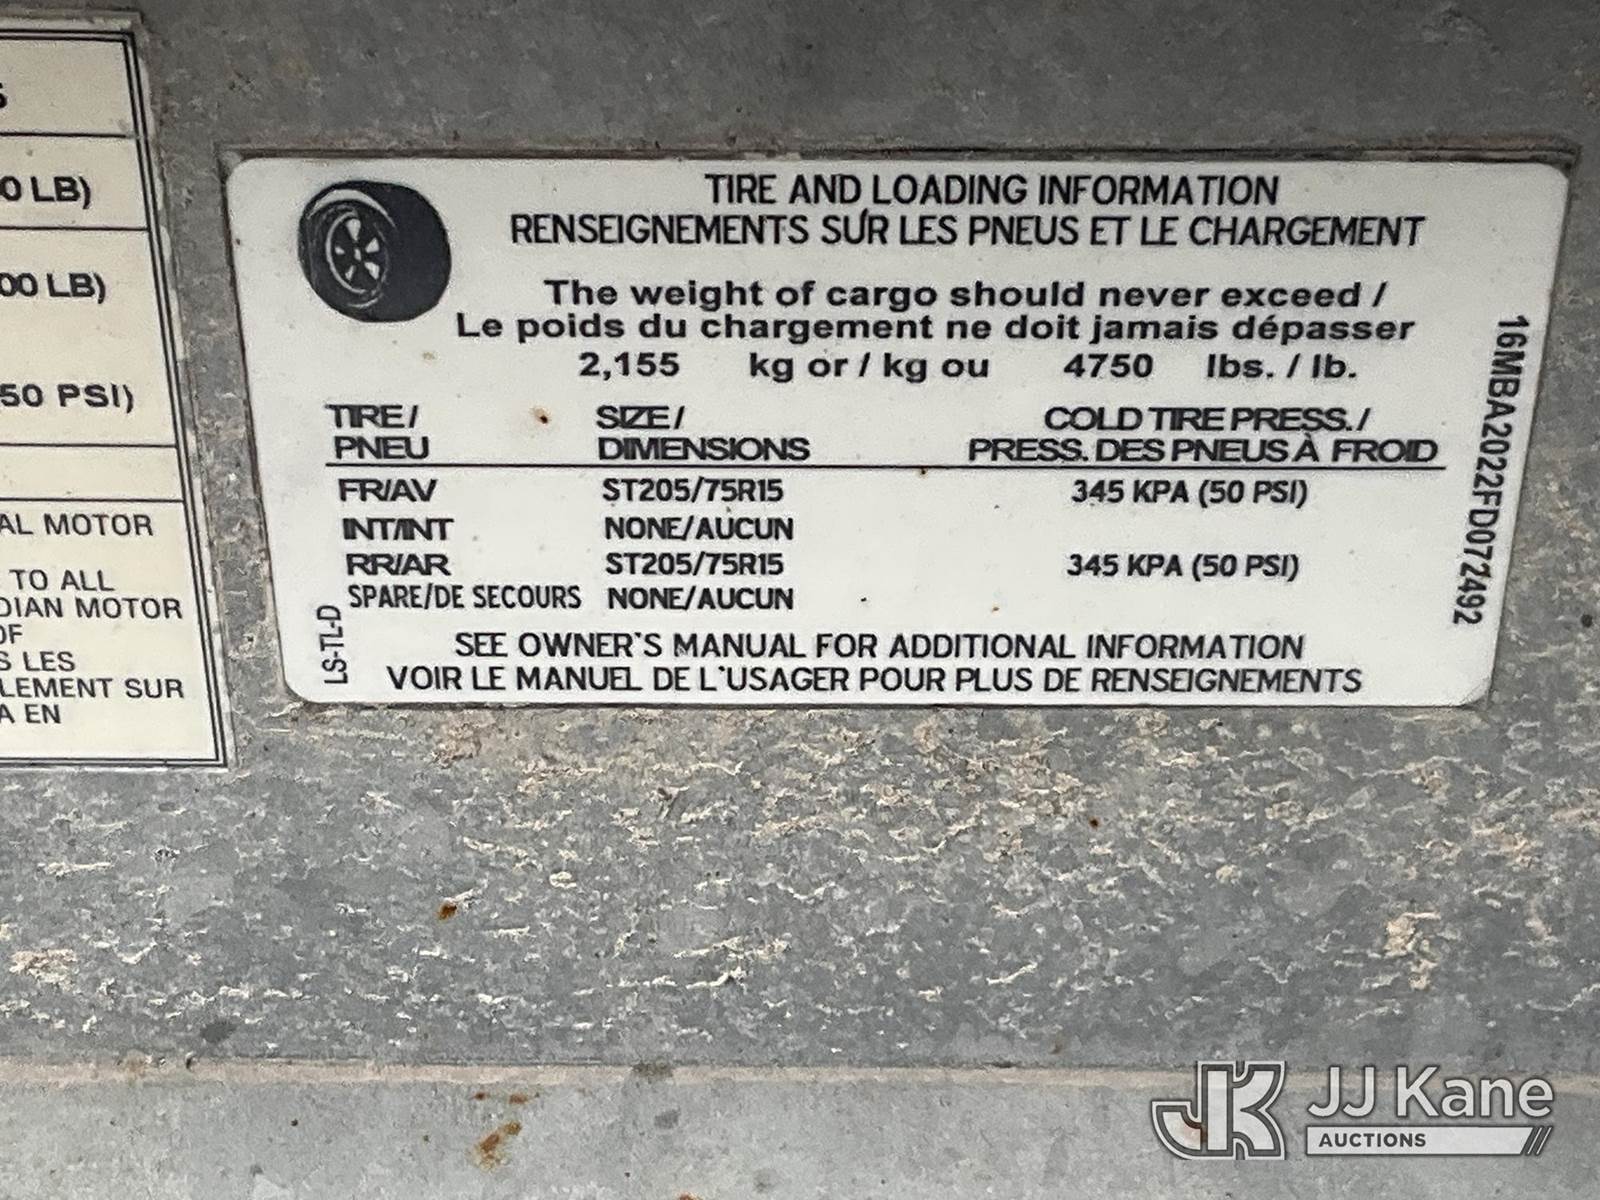 0 LB)
00 LB)
50 PSI)
AL MOTOR
TO ALL
DIAN MOTOR
OF
S LES
LEMENT SUR
A EN
TIRE AND LOADING INFORMATION
RENSEIGNEMENTS SUR LES PNEUS ET LE CHARGEMENT
The weight of cargo should never exceed /
Le poids du chargement ne doit jamais dépasser
2,155 kg or / kg ou 4750 lbs. / lb.
TIRE / SIZE / COLD TIRE PRESS. /
PNEU DIMENSIONS PRESS. DES PNEUS À FROID
FR/AV ST205/75R15 345 KPA (50 PSI)
INT/INT NONE/AUCUN
RR/AR ST205/75R15 345 KPA (50 PSI)
SPARE/DE SECOURS NONE/AUCUN
SEE OWNER'S MANUAL FOR ADDITIONAL INFORMATION
VOIR LE MANUEL DE L'USAGER POUR PLUS DE RENSEIGNEMENTS
LS-TL-D
16MBA2022FD072492
JK JJ Kane
AUCTIONS